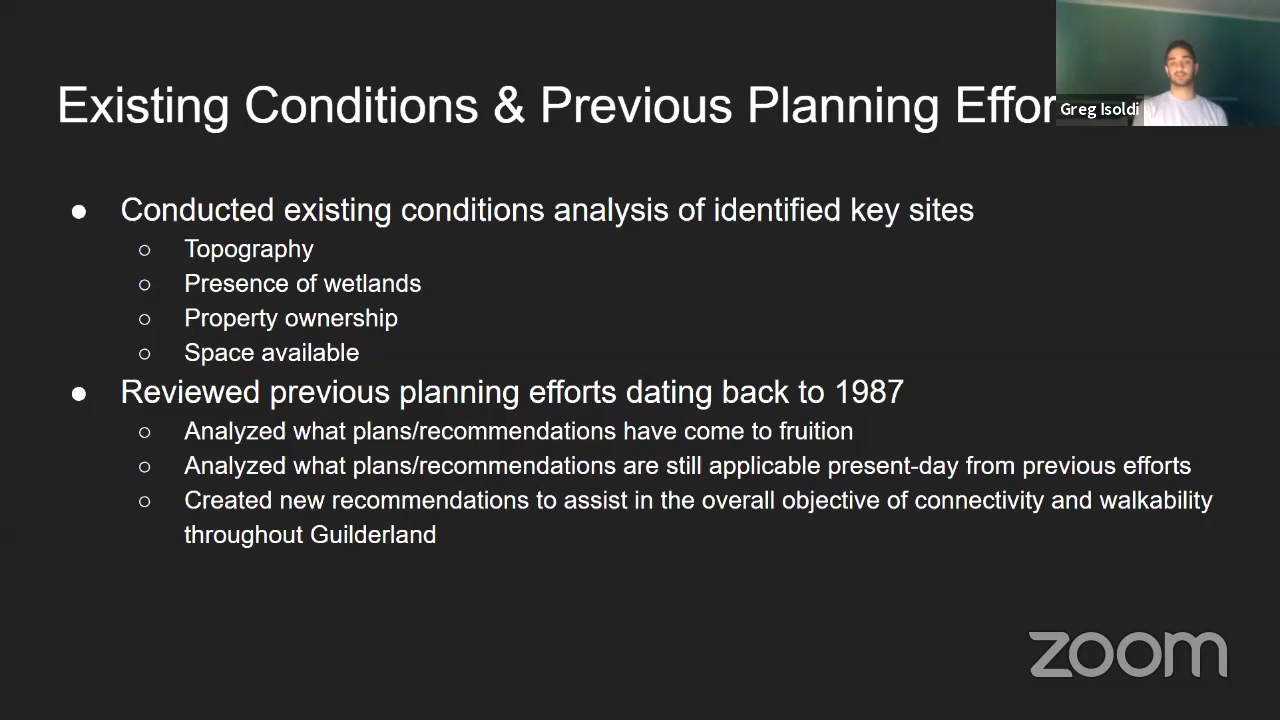 Existing Conditions & Previous Planning Effor
Greg Isoldi
● Conducted existing conditions analysis of identified key sites
○ Topography
○ Presence of wetlands
○ Property ownership
○ Space available
● Reviewed previous planning efforts dating back to 1987
○ Analyzed what plans/recommendations have come to fruition
○ Analyzed what plans/recommendations are still applicable present-day from previous efforts
○ Created new recommendations to assist in the overall objective of connectivity and walkability
throughout Guilderland
zoom